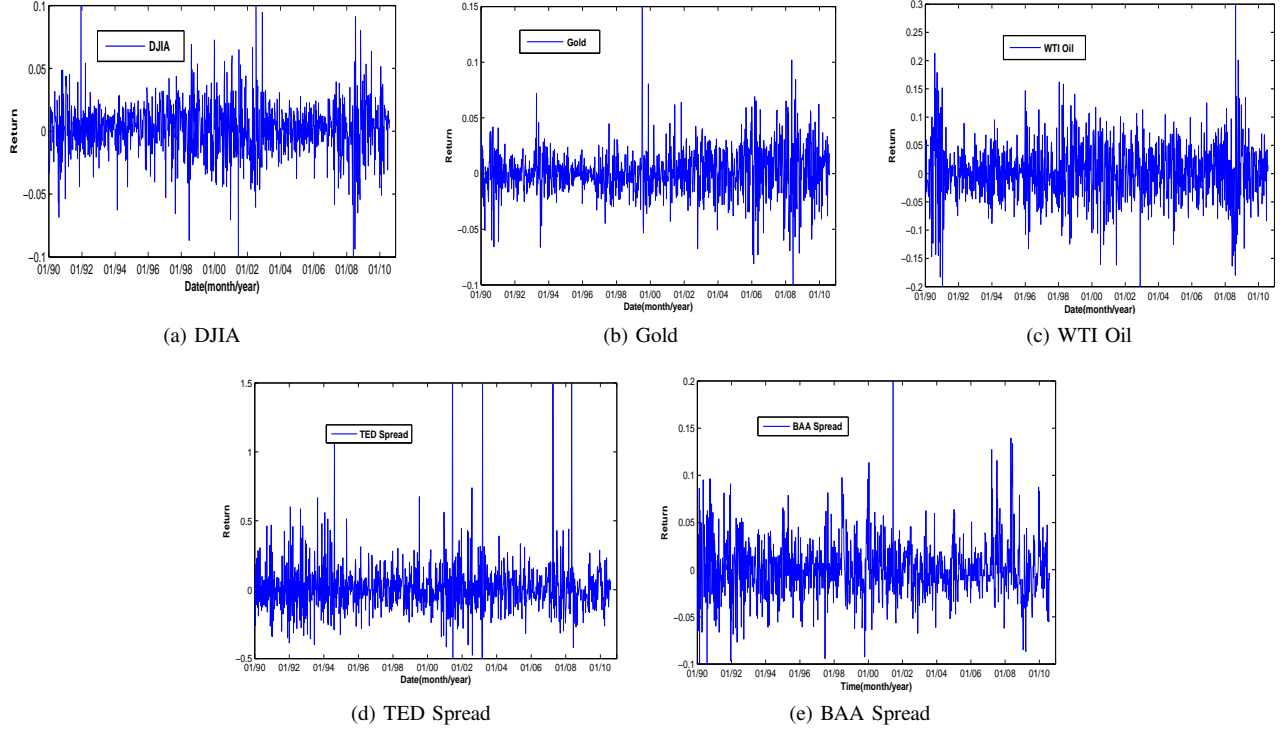 0.1
0.05
0
−0.05
−0.1
Return
DJIA
01/90 01/92 01/94 01/96 01/98 01/00 01/02 01/04 01/06 01/08 01/10
Date(month/year)
(a) DJIA
0.15
0.1
0.05
0
−0.05
−0.1
Return
Gold
01/90 01/92 01/94 01/96 01/98 01/00 01/02 01/04 01/06 01/08 01/10
Date(month/year)
(b) Gold
0.3
0.25
0.2
0.15
0.1
0.05
0
−0.05
−0.1
−0.15
−0.2
Return
WTI Oil
01/90 01/92 01/94 01/96 01/98 01/00 01/02 01/04 01/06 01/08 01/10
Date(month/year)
(c) WTI Oil
1.5
1
0.5
0
−0.5
Return
TED Spread
01/90 01/92 01/94 01/96 01/98 01/00 01/02 01/04 01/06 01/08 01/10
Date(month/year)
(d) TED Spread
0.2
0.15
0.1
0.05
0
−0.05
−0.1
Return
BAA Spread
01/90 01/92 01/94 01/96 01/98 01/00 01/02 01/04 01/06 01/08 01/10
Time(month/year)
(e) BAA Spread